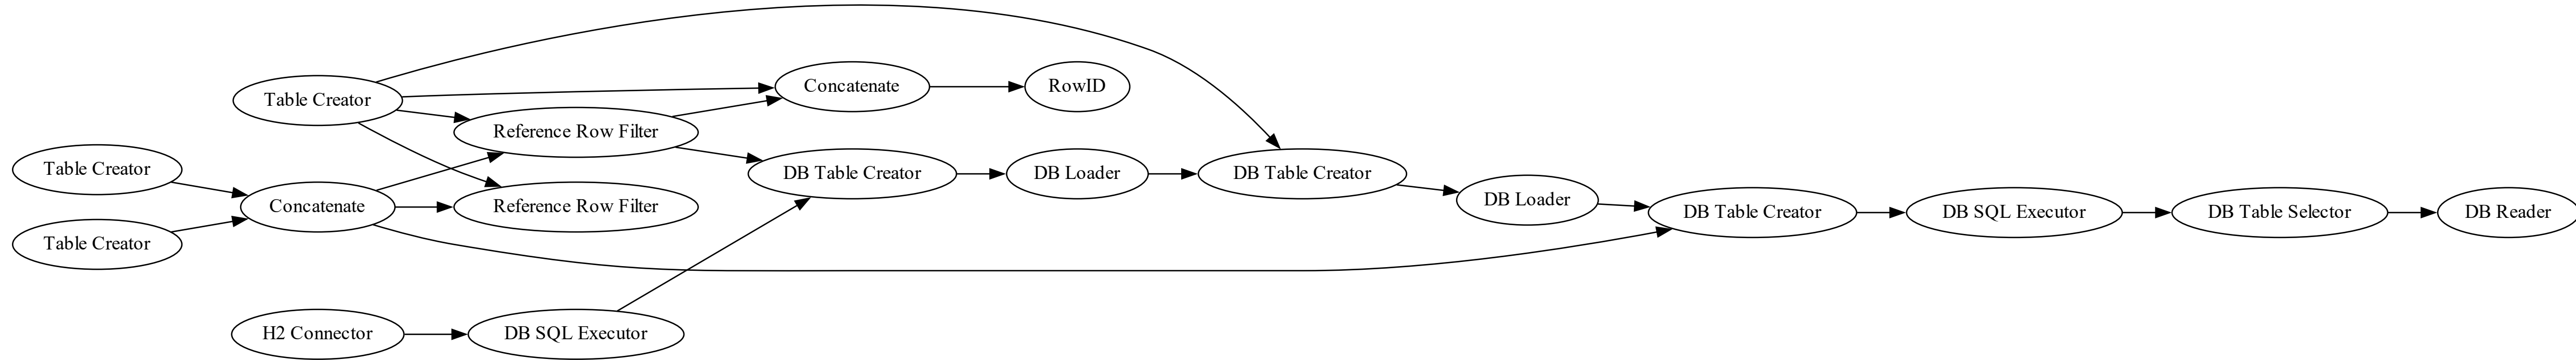 Table Creator
Concatenate
RowID
Reference Row Filter
Table Creator
DB Table Creator
DB Loader
DB Table Creator
Concatenate
Reference Row Filter
DB Loader
DB Table Creator
DB SQL Executor
DB Table Selector
DB Reader
Table Creator
H2 Connector
DB SQL Executor